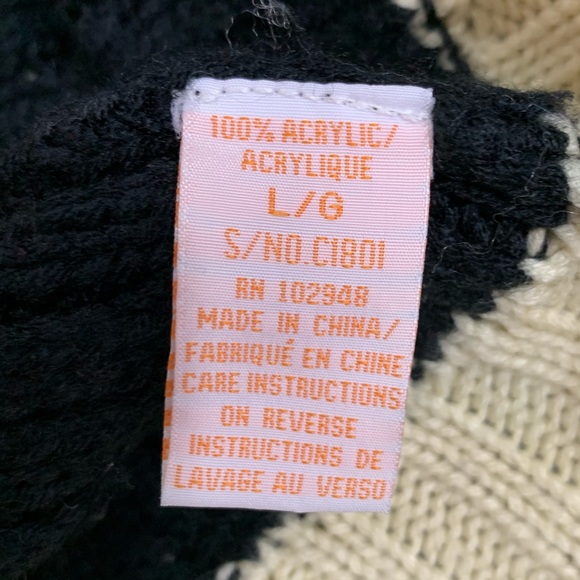 100% ACRYLIC/
ACRYLIQUE
L/G
S/NO.C1801
RN 102948
MADE IN CHINA/
FABRIQUÉ EN CHINE
CARE INSTRUCTIONS
ON REVERSE
INSTRUCTIONS DE
LAVAGE AU VERSO